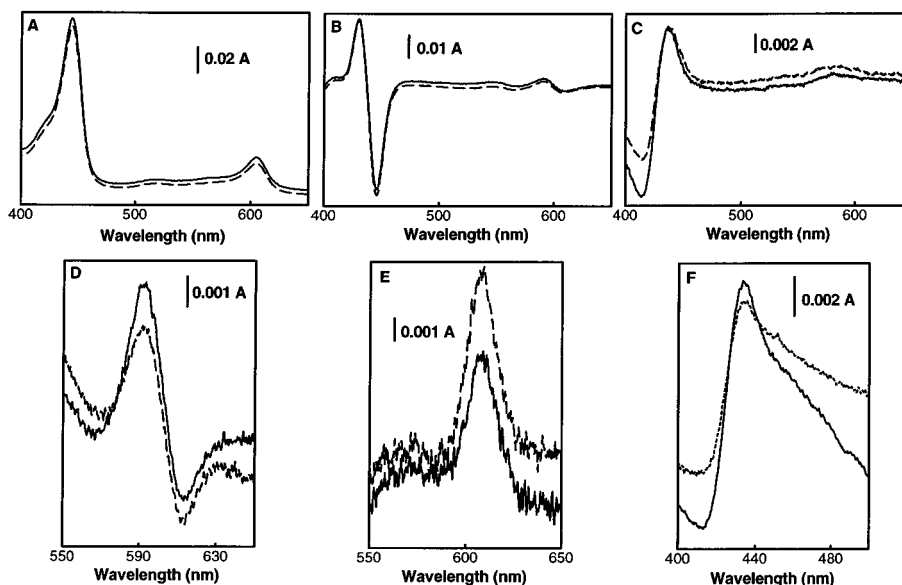 A
0.02 A
400 500 600
Wavelength (nm)
B
0.01 A
400 500 600
Wavelength (nm)
C
0.002 A
400 500 600
Wavelength (nm)
D
0.001 A
550 590 630
Wavelength (nm)
E
0.001 A
550 600 650
Wavelength (nm)
F
0.002 A
400 440 480
Wavelength (nm)